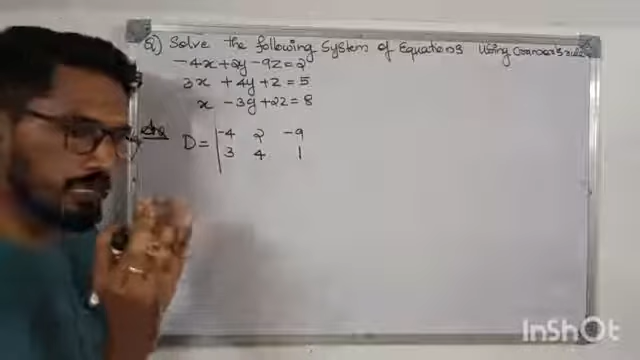 Q) Solve the following System of Equations using Cramer's rule
-4x+2y-9z=2
3x+4y+z=5
x-3y+2z=8
Ans D= |-4 2 -9
3 4 1
InShOt